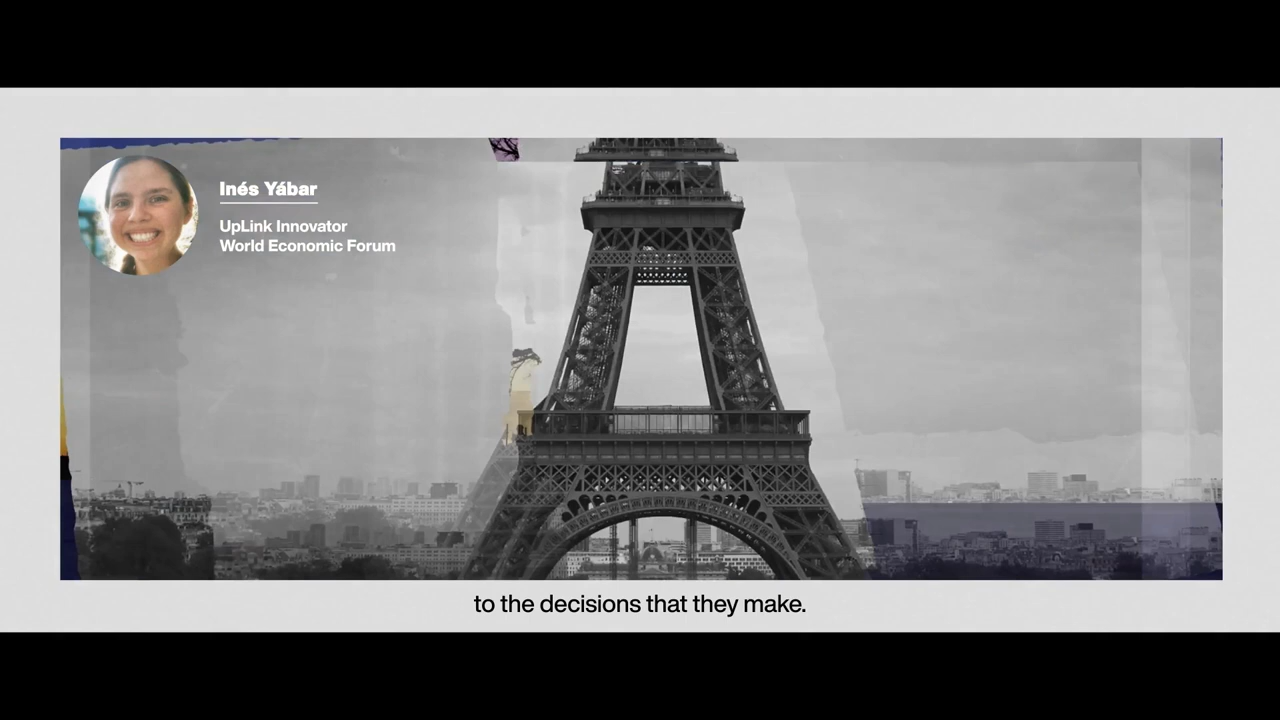 Inés Yábar
UpLink Innovator
World Economic Forum
to the decisions that they make.